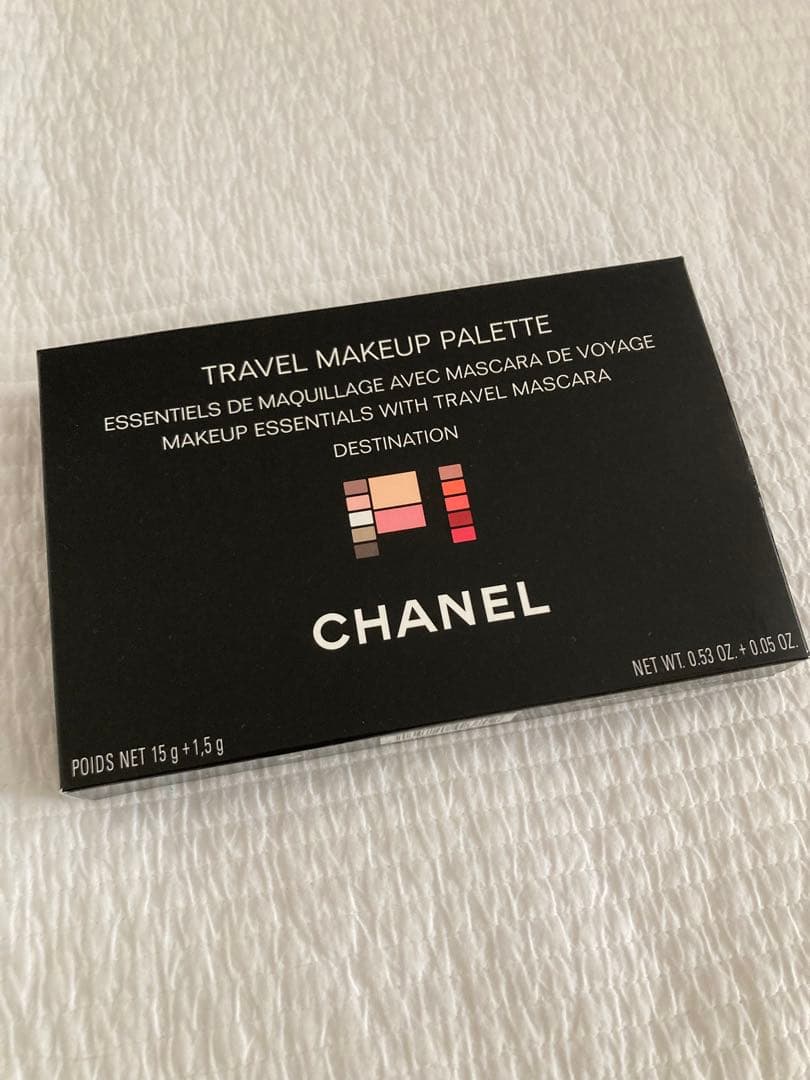 TRAVEL MAKEUP PALETTE
ESSENTIELS DE MAQUILLAGE AVEC MASCARA DE VOYAGE
MAKEUP ESSENTIALS WITH TRAVEL MASCARA
DESTINATION
CHANEL
POIDS NET 15 g + 1,5 g
NET WT. 0.53 OZ. + 0.05 OZ.